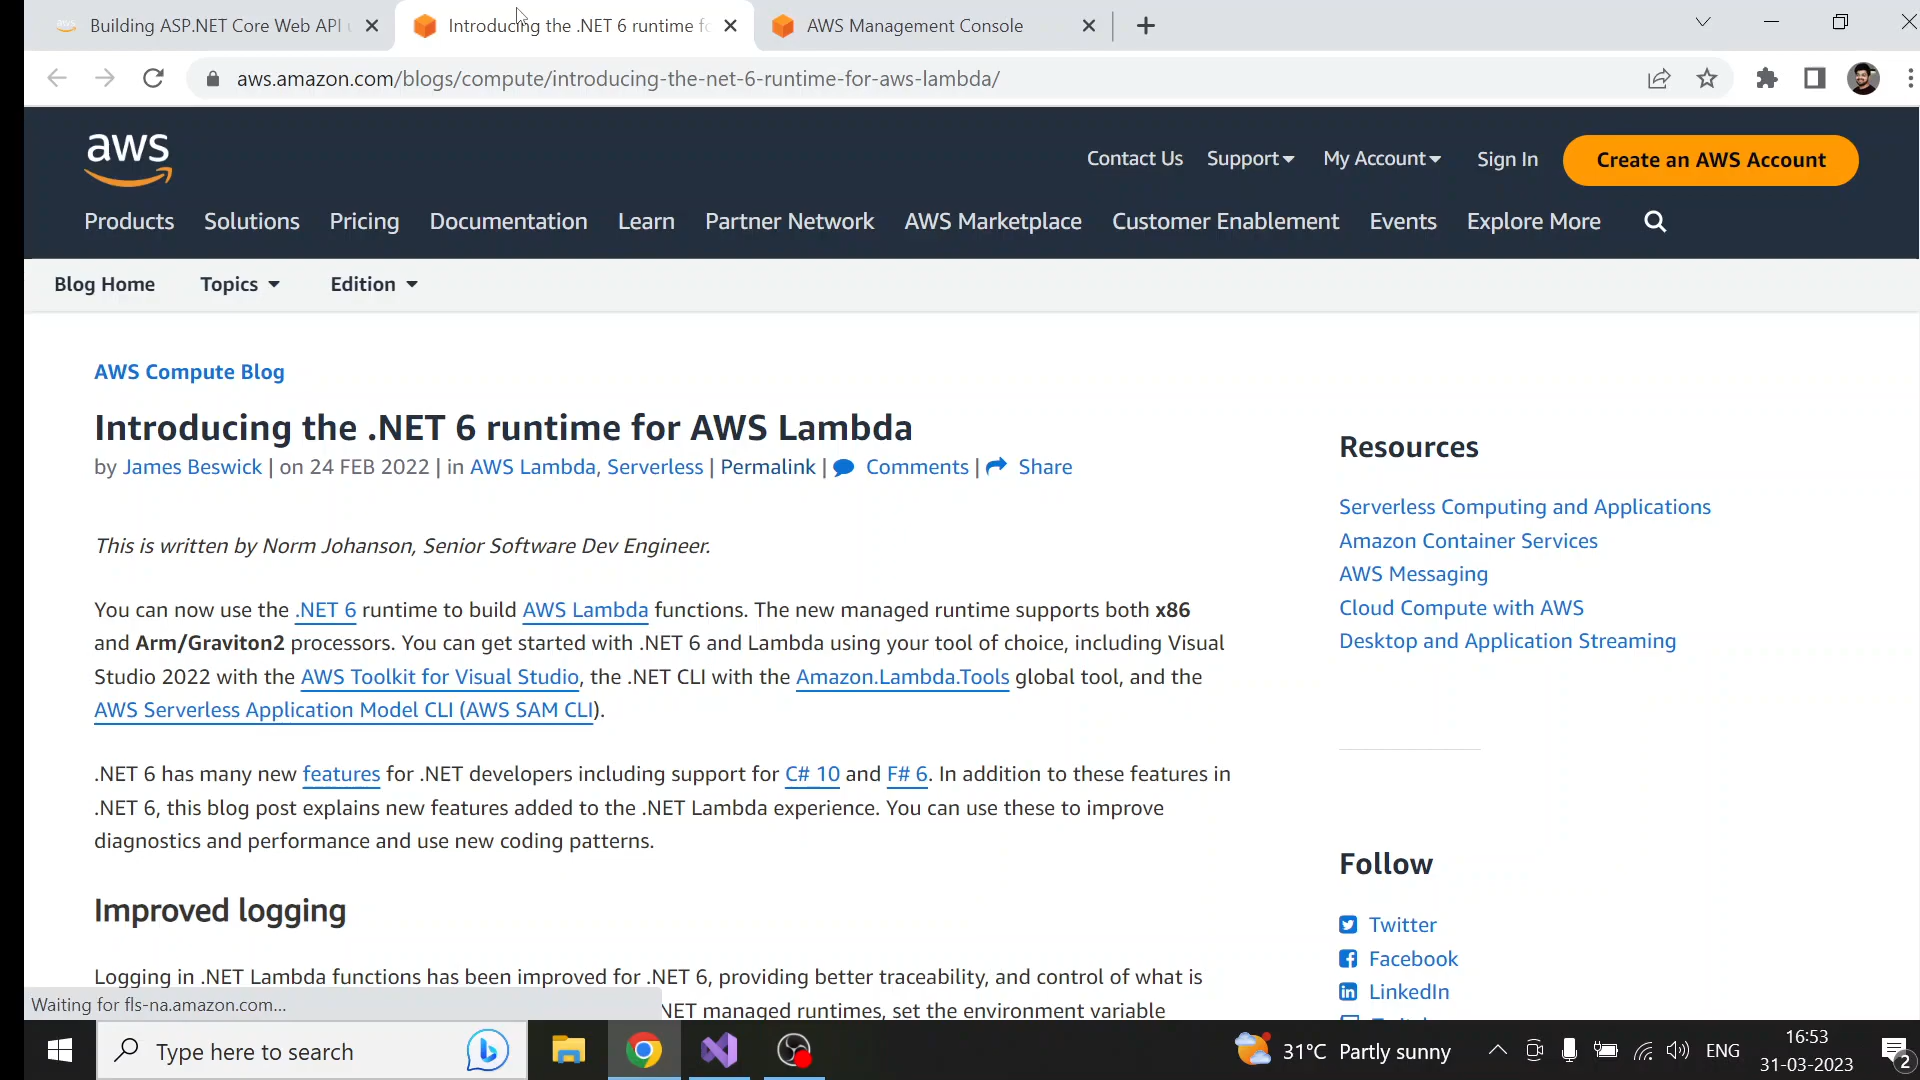 Building ASP.NET Core Web API
Introducing the .NET 6 runtime fo
AWS Management Console
aws.amazon.com/blogs/compute/introducing-the-net-6-runtime-for-aws-lambda/
aws
Contact Us Support My Account Sign In Create an AWS Account
Products Solutions Pricing Documentation Learn Partner Network AWS Marketplace Customer Enablement Events Explore More
Blog Home Topics Edition
AWS Compute Blog
Introducing the .NET 6 runtime for AWS Lambda
by James Beswick | on 24 FEB 2022 | in AWS Lambda, Serverless | Permalink | Comments | Share
This is written by Norm Johanson, Senior Software Dev Engineer.
You can now use the .NET 6 runtime to build AWS Lambda functions. The new managed runtime supports both x86
and Arm/Graviton2 processors. You can get started with .NET 6 and Lambda using your tool of choice, including Visual
Studio 2022 with the AWS Toolkit for Visual Studio, the .NET CLI with the Amazon.Lambda.Tools global tool, and the
AWS Serverless Application Model CLI (AWS SAM CLI).
.NET 6 has many new features for .NET developers including support for C# 10 and F# 6. In addition to these features in
.NET 6, this blog post explains new features added to the .NET Lambda experience. You can use these to improve
diagnostics and performance and use new coding patterns.
Improved logging
Logging in .NET Lambda functions has been improved for .NET 6, providing better traceability, and control of what is
NET managed runtimes, set the environment variable
Resources
Serverless Computing and Applications
Amazon Container Services
AWS Messaging
Cloud Compute with AWS
Desktop and Application Streaming
Follow
Twitter
Facebook
LinkedIn
Waiting for fls-na.amazon.com...
Type here to search
31°C Partly sunny
ENG
16:53
31-03-2023
2